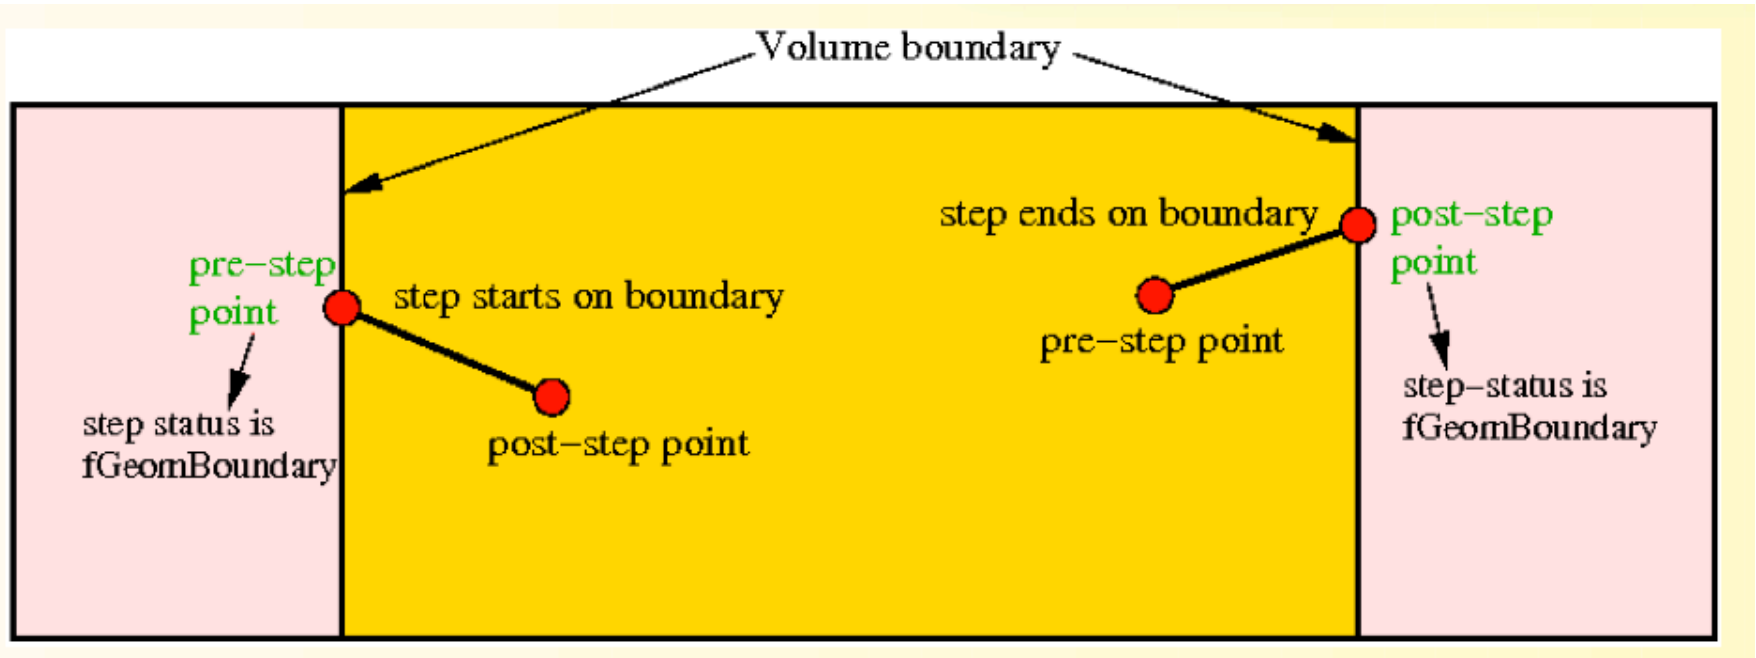 Volume boundary
step ends on boundary
post-step
point
pre-step
point
step starts on boundary
pre-step point
step-status is
fGeomBoundary
step status is
fGeomBoundary
post-step point